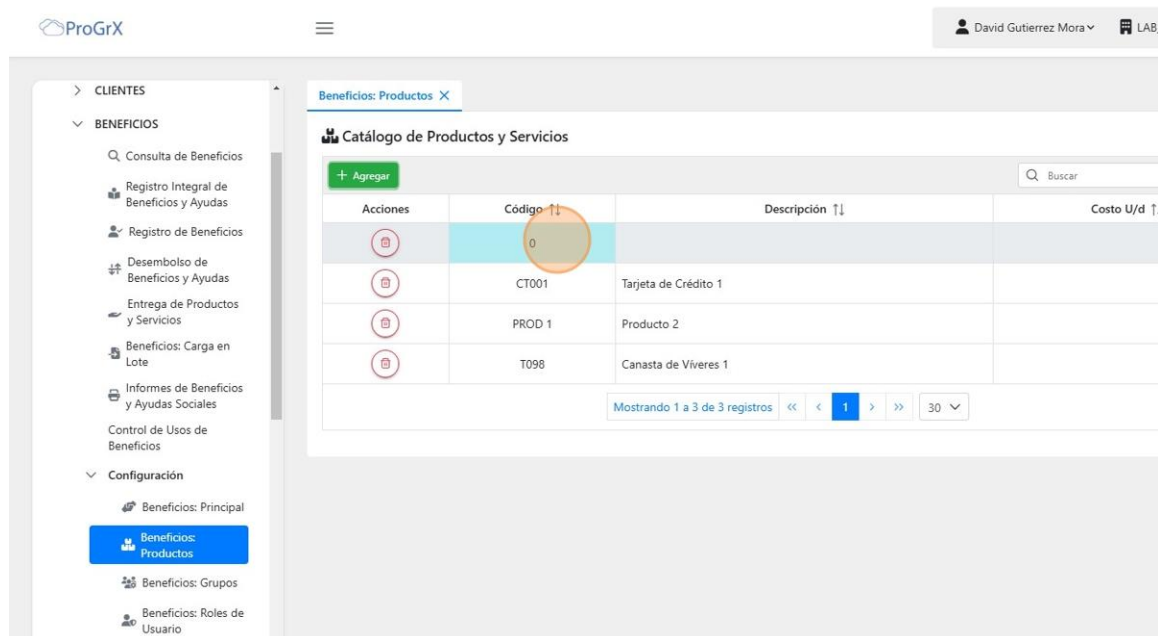 ProGrX
David Gutierrez Mora
LAB
CLIENTES
BENEFICIOS
Consulta de Beneficios
Registro Integral de
Beneficios y Ayudas
Registro de Beneficios
Desembolso de
Beneficios y Ayudas
Entrega de Productos
y Servicios
Beneficios: Carga en
Lote
Informes de Beneficios
y Ayudas Sociales
Control de Usos de
Beneficios
Configuración
Beneficios: Principal
Beneficios:
Productos
Beneficios: Grupos
Beneficios: Roles de
Usuario
Beneficios: Productos
Catálogo de Productos y Servicios
+ Agregar
Buscar
Acciones Código Descripción Costo U/d
0
CT001 Tarjeta de Crédito 1
PROD 1 Producto 2
T098 Canasta de Víveres 1
Mostrando 1 a 3 de 3 registros << < 1 > >> 30